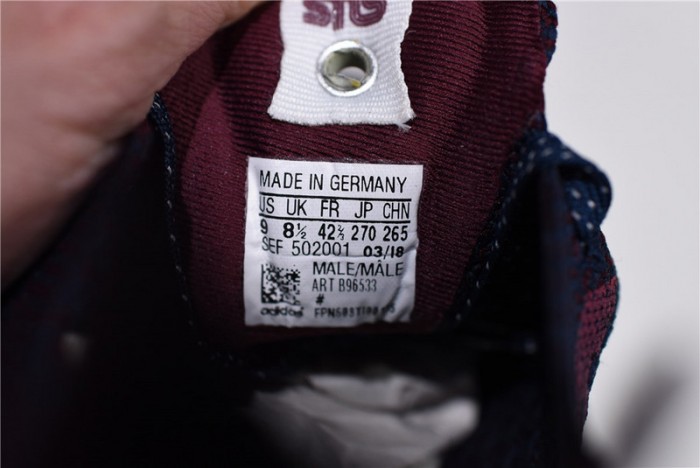 MADE IN GERMANY
US UK FR JP CHN
9 8½ 42⅔ 270 265
SEF 502001 03/18
MALE/MÂLE
ART B96533
#
adidas